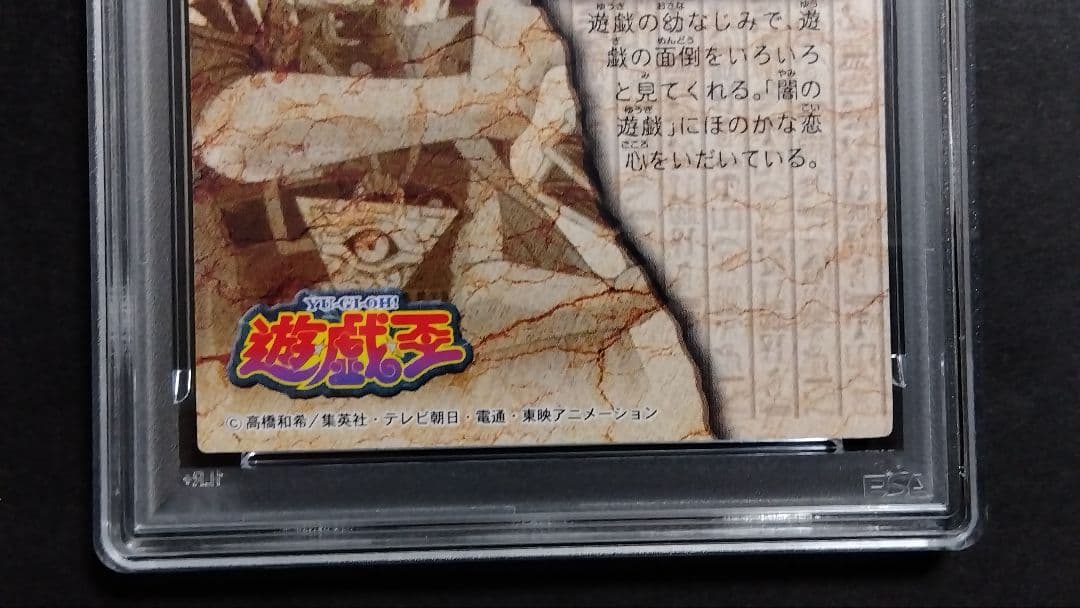 遊戯の幼なじみで、遊
戯の面倒をいろいろ
と見てくれる。「闇の
遊戯」にほのかな恋
心をいだいている。
YU-GI-OH!
遊戯王
©高橋和希/集英社・テレビ朝日・電通・東映アニメーション
PSA